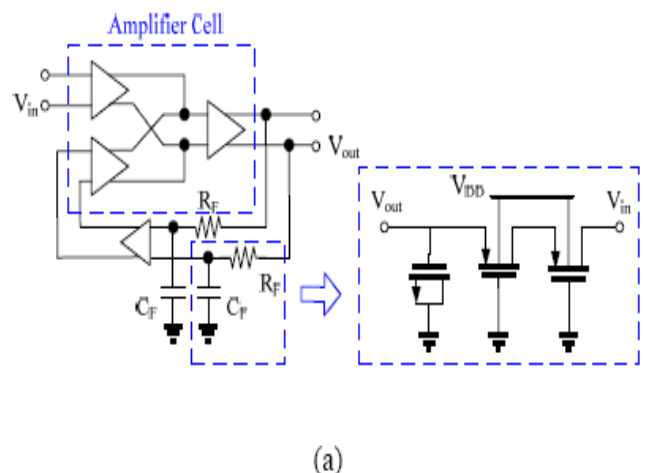 Amplifier Cell
Vin
Vout
RF
RF
CF
CF
Vout
VDD
Vin
(a)